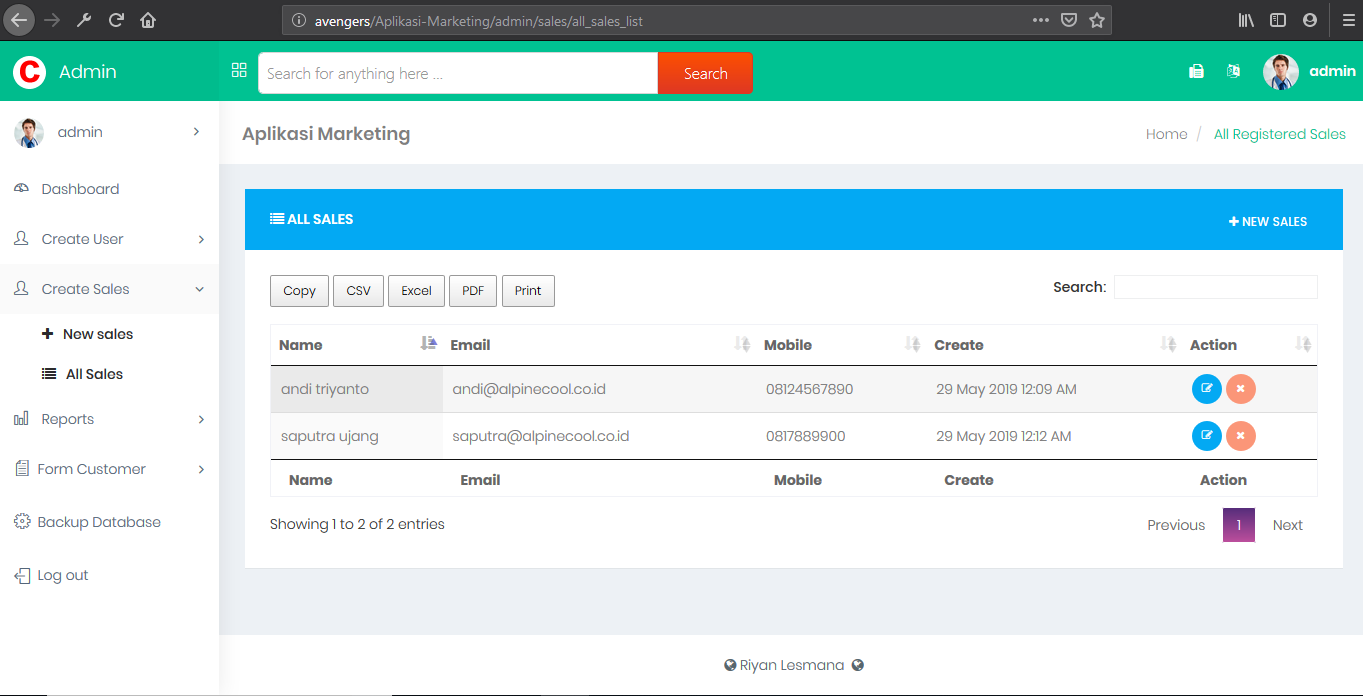 avengers/Aplikasi-Marketing/admin/sales/all_sales_list
C Admin
Search for anything here ...
Search
admin
admin
Aplikasi Marketing
Home / All Registered Sales
Dashboard
Create User
Create Sales
New sales
All Sales
Reports
Form Customer
Backup Database
Log out
ALL SALES
NEW SALES
Copy CSV Excel PDF Print
Search:
Name Email Mobile Create Action
andi triyanto andi@alpinecool.co.id 08124567890 29 May 2019 12:09 AM
saputra ujang saputra@alpinecool.co.id 0817889900 29 May 2019 12:12 AM
Name Email Mobile Create Action
Showing 1 to 2 of 2 entries
Previous 1 Next
Riyan Lesmana